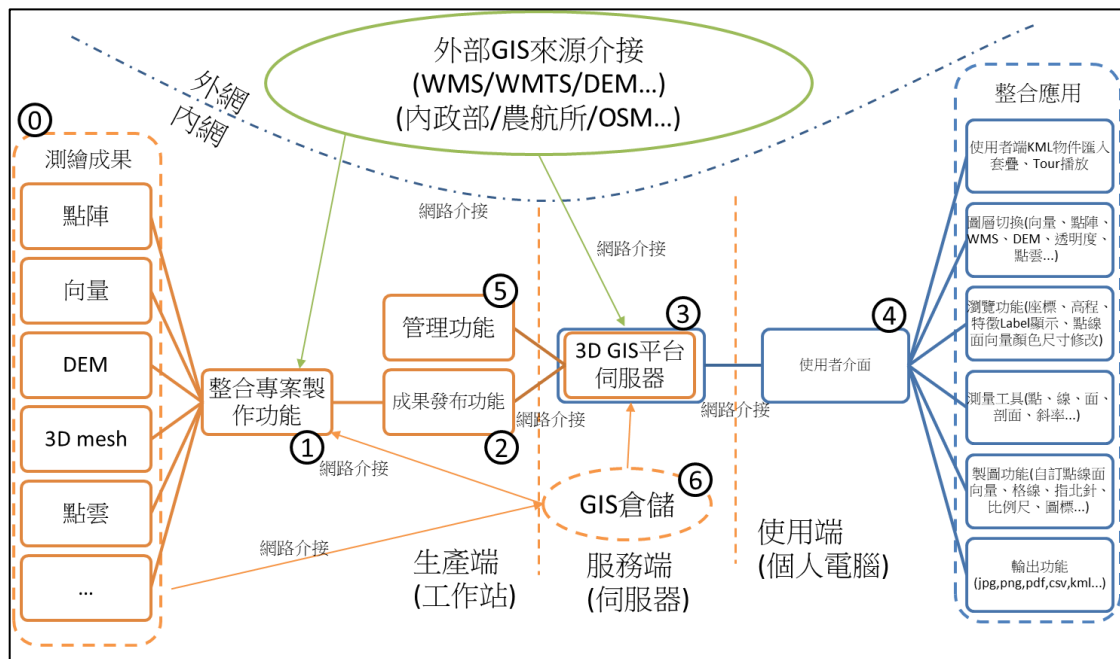 外部GIS來源介接
(WMS/WMTS/DEM...)
(內政部/農航所/OSM...)
外網
內網
⓪
測繪成果
點陣
向量
DEM
3D mesh
點雲
...
整合專案製
作功能
①
網路介接
網路介接
網路介接
網路介接
⑤
管理功能
成果發布功能
②
網路介接
③
3D GIS平台
伺服器
網路介接
⑥
GIS倉儲
生產端
(工作站)
服務端
(伺服器)
使用端
(個人電腦)
④
使用者介面
整合應用
使用者端KML物件匯入
套疊、Tour播放
圖層切換(向量、點陣、
WMS、DEM、透明度、
點雲...)
瀏覽功能(座標、高程、
特徵Label顯示、點線
面向量顏色尺寸修改)
測量工具(點、線、面、
剖面、斜率...)
製圖功能(自訂點線面
向量、格線、指北針、
比例尺、圖標...)
輸出功能
(jpg,png,pdf,csv,kml...)